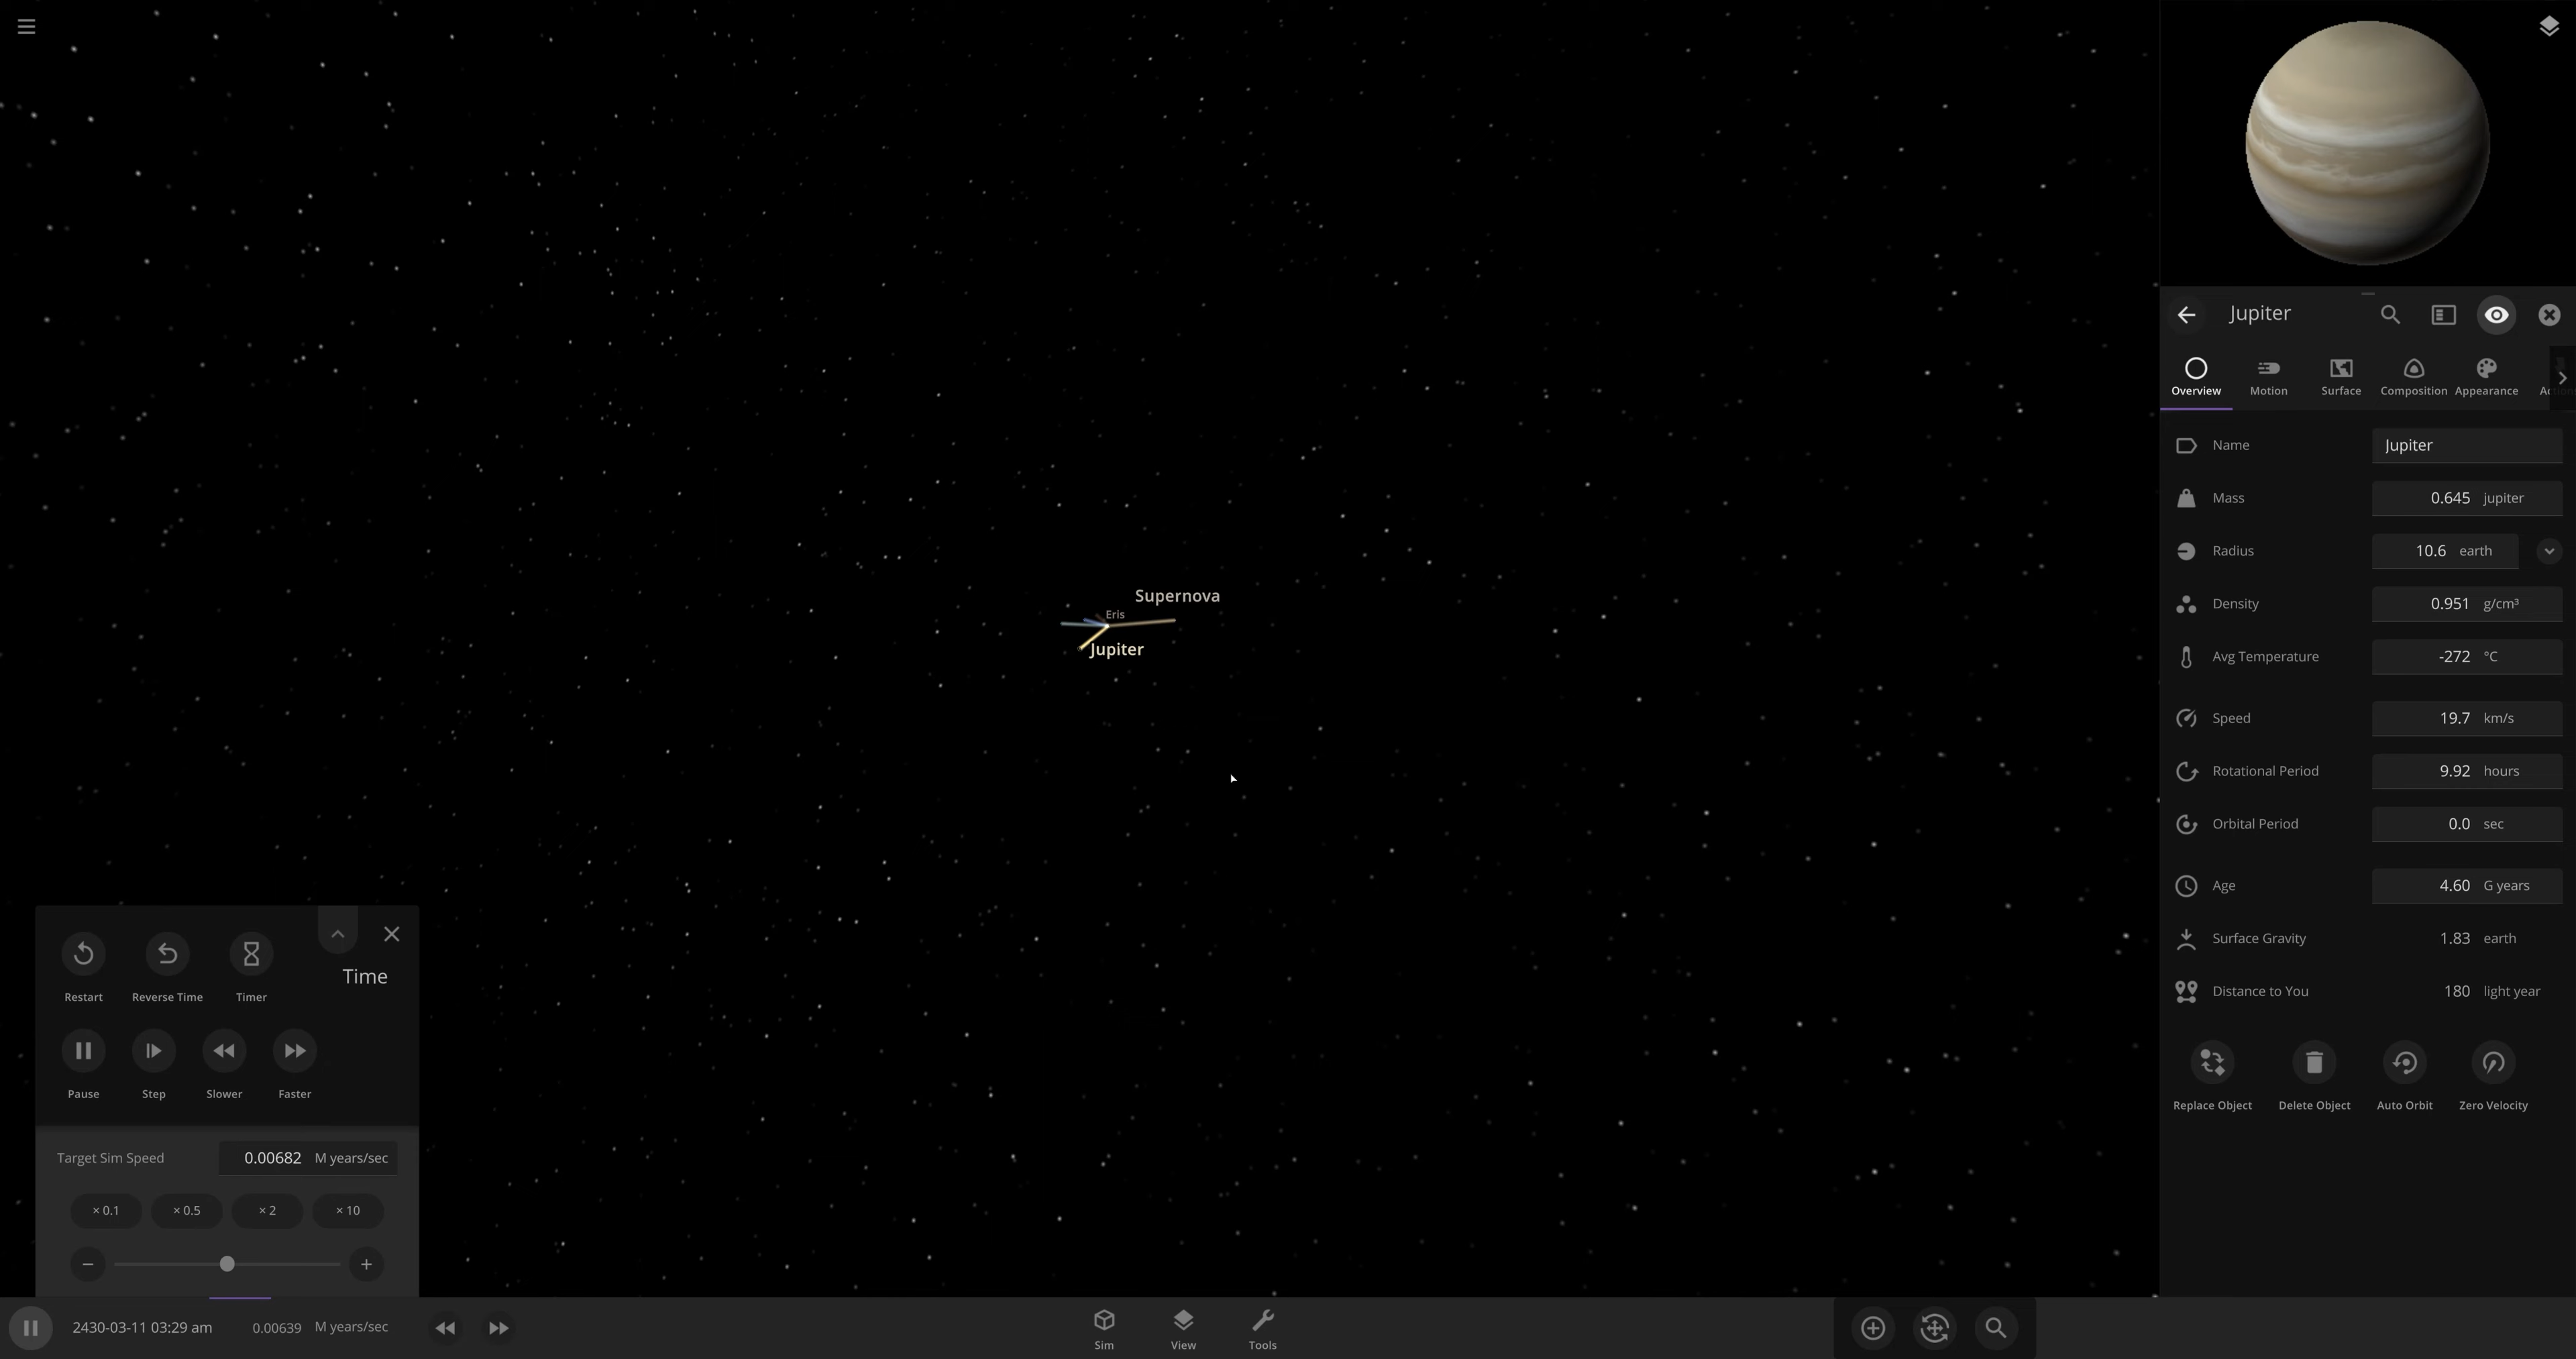 Jupiter
Overview
Motion
Surface
Composition
Appearance
Name
Jupiter
Mass
0.645 jupiter
Radius
10.6 earth
Density
0.951 g/cm³
Avg Temperature
-272 °C
Speed
19.7 km/s
Rotational Period
9.92 hours
Orbital Period
0.0 sec
Age
4.60 G years
Surface Gravity
1.83 earth
Distance to You
180 light year
Replace Object
Delete Object
Auto Orbit
Zero Velocity
Supernova
Eris
Jupiter
Time
Restart
Reverse Time
Timer
Pause
Step
Slower
Faster
Target Sim Speed
0.00682 M years/sec
× 0.1
× 0.5
× 2
× 10
2430-03-11 03:29 am
0.00639 M years/sec
Sim
View
Tools